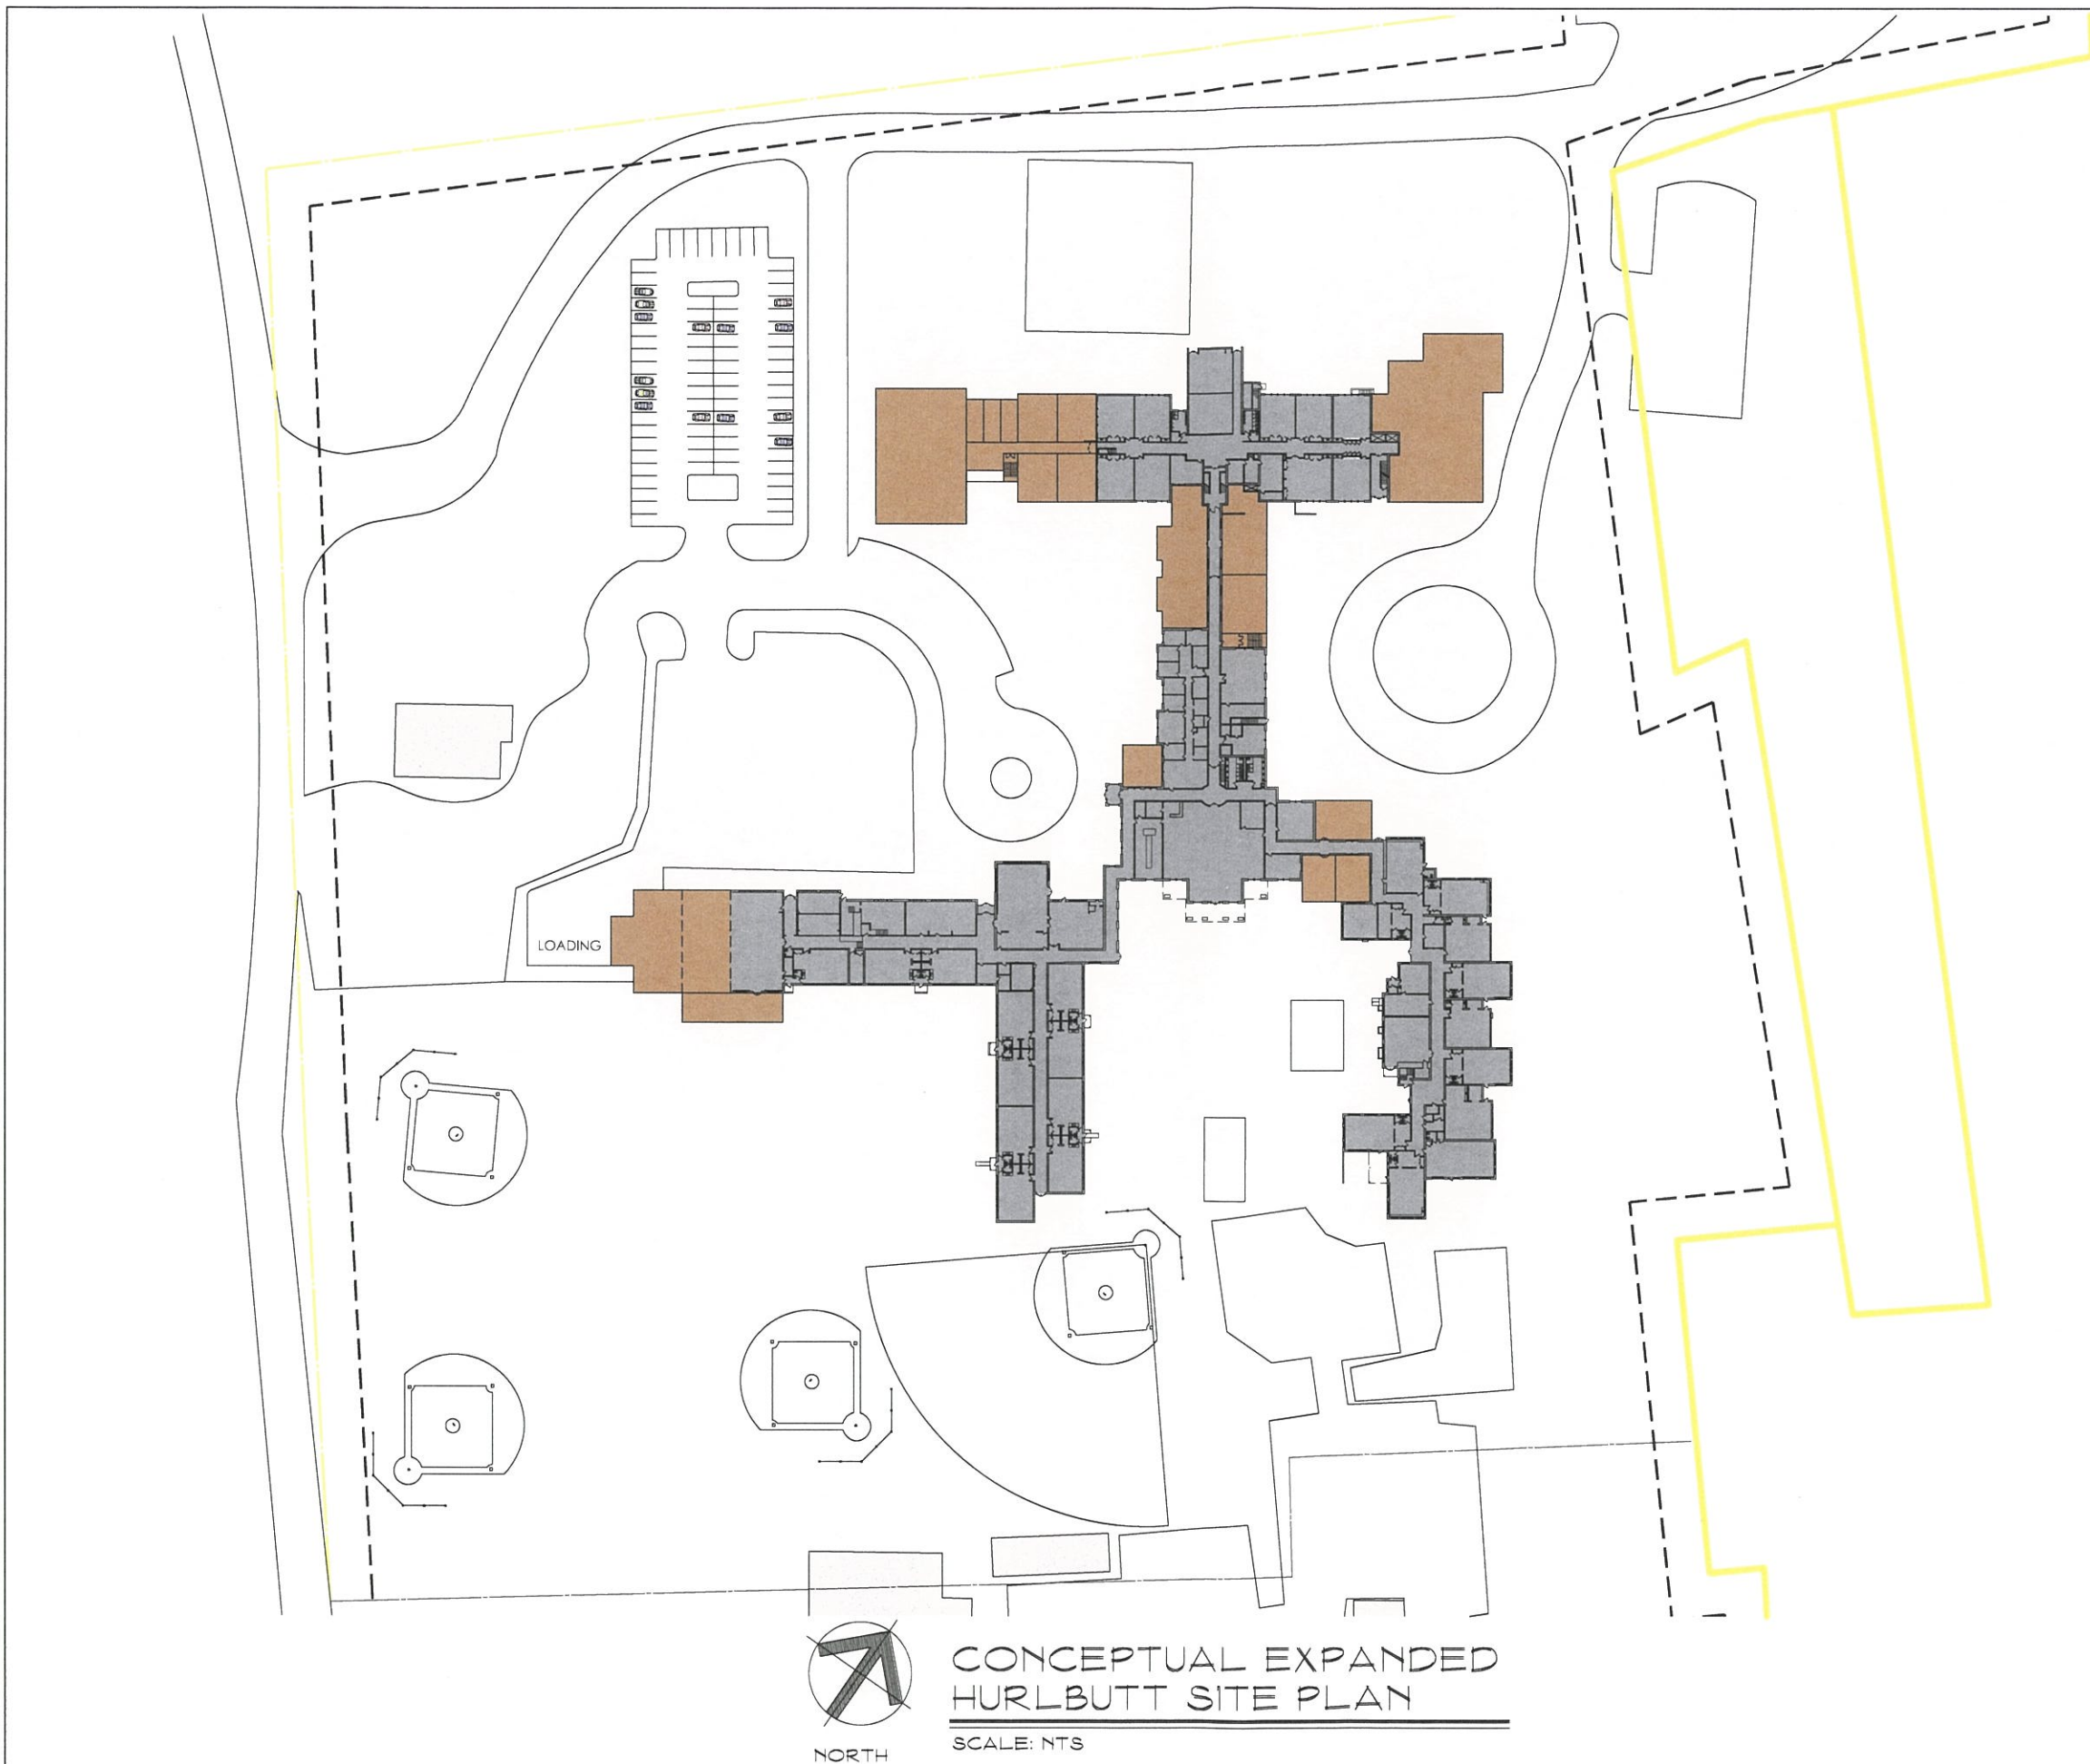 LOADING
CONCEPTUAL EXPANDED
HURLBUTT SITE PLAN
SCALE: NTS
NORTH